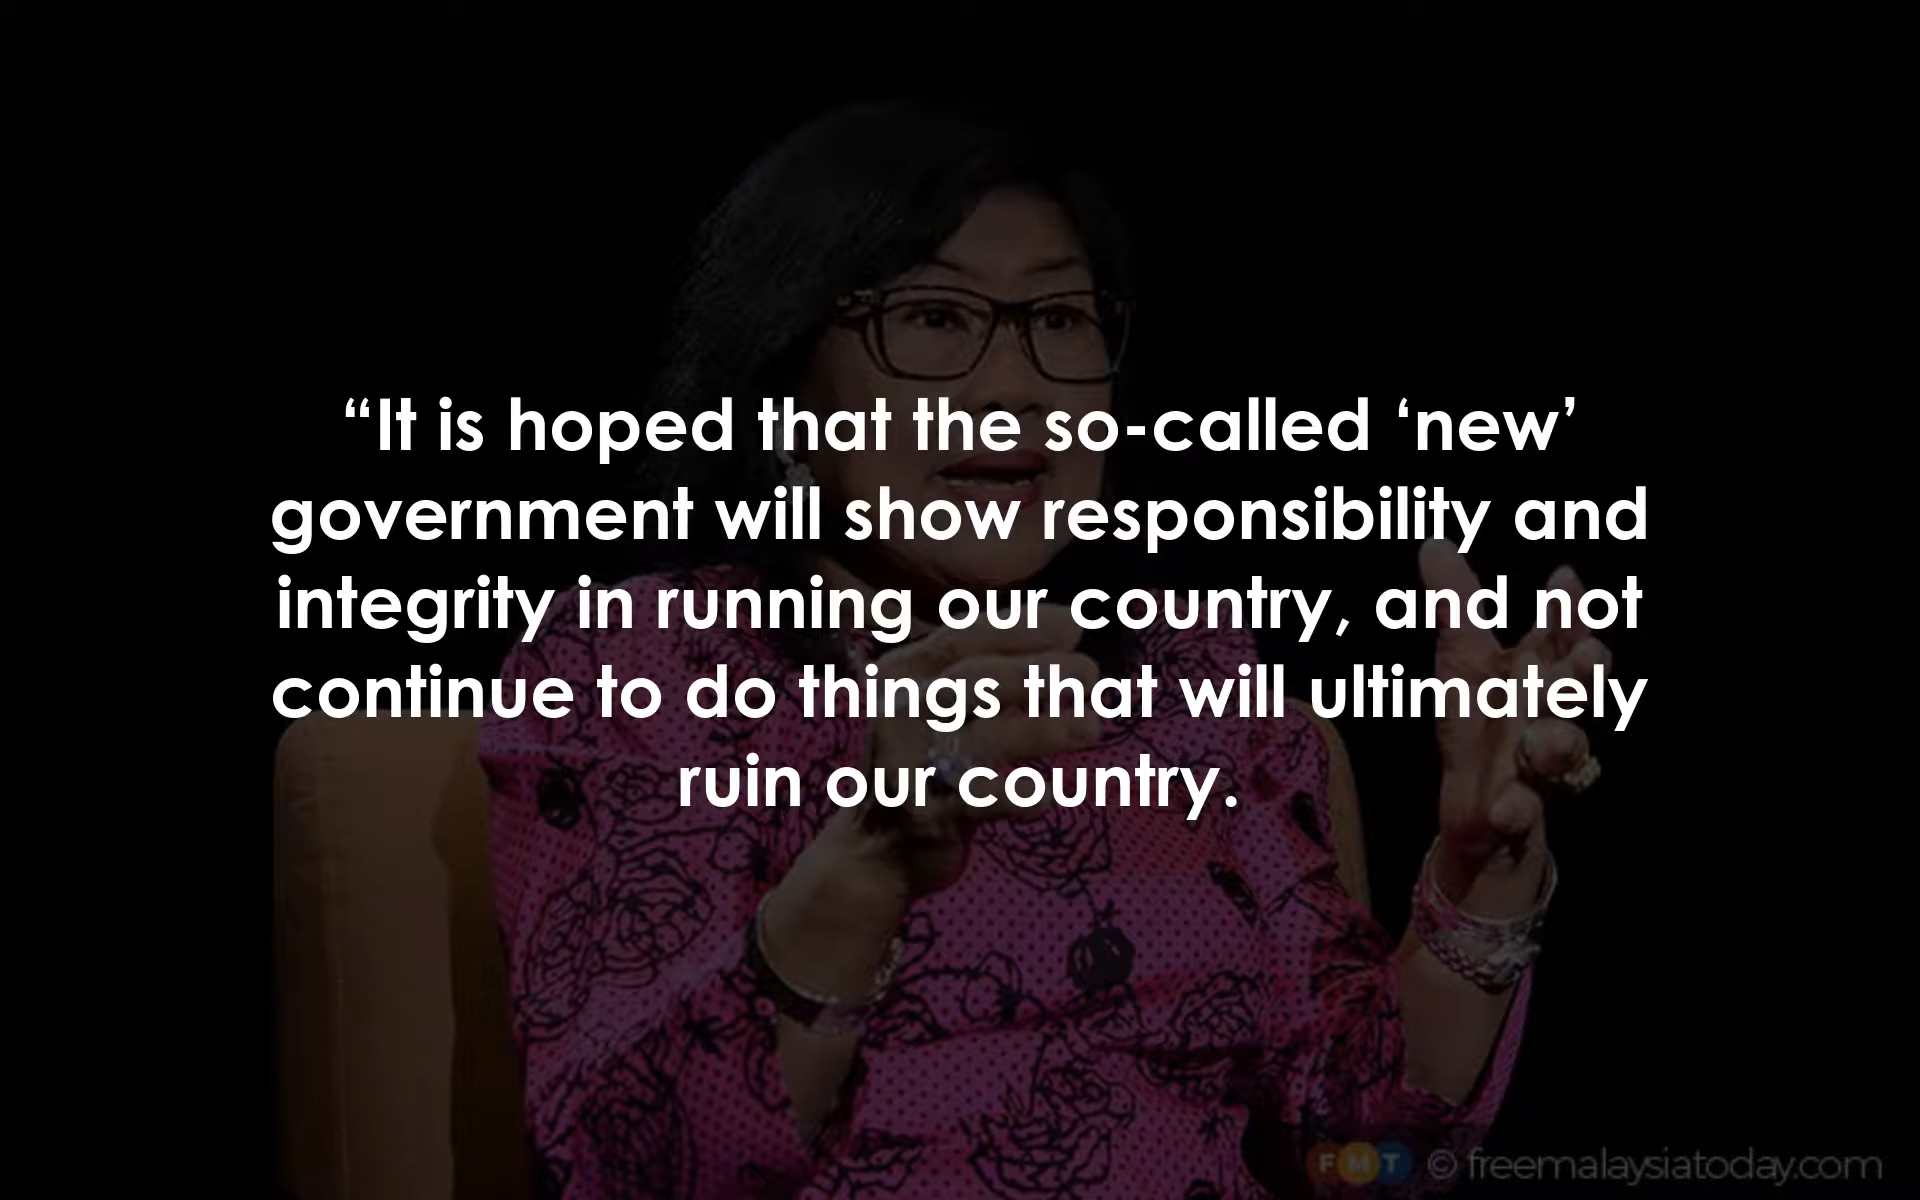 “It is hoped that the so-called ‘new’
government will show responsibility and
integrity in running our country, and not
continue to do things that will ultimately
ruin our country.
FMT © freemalaysiatoday.com